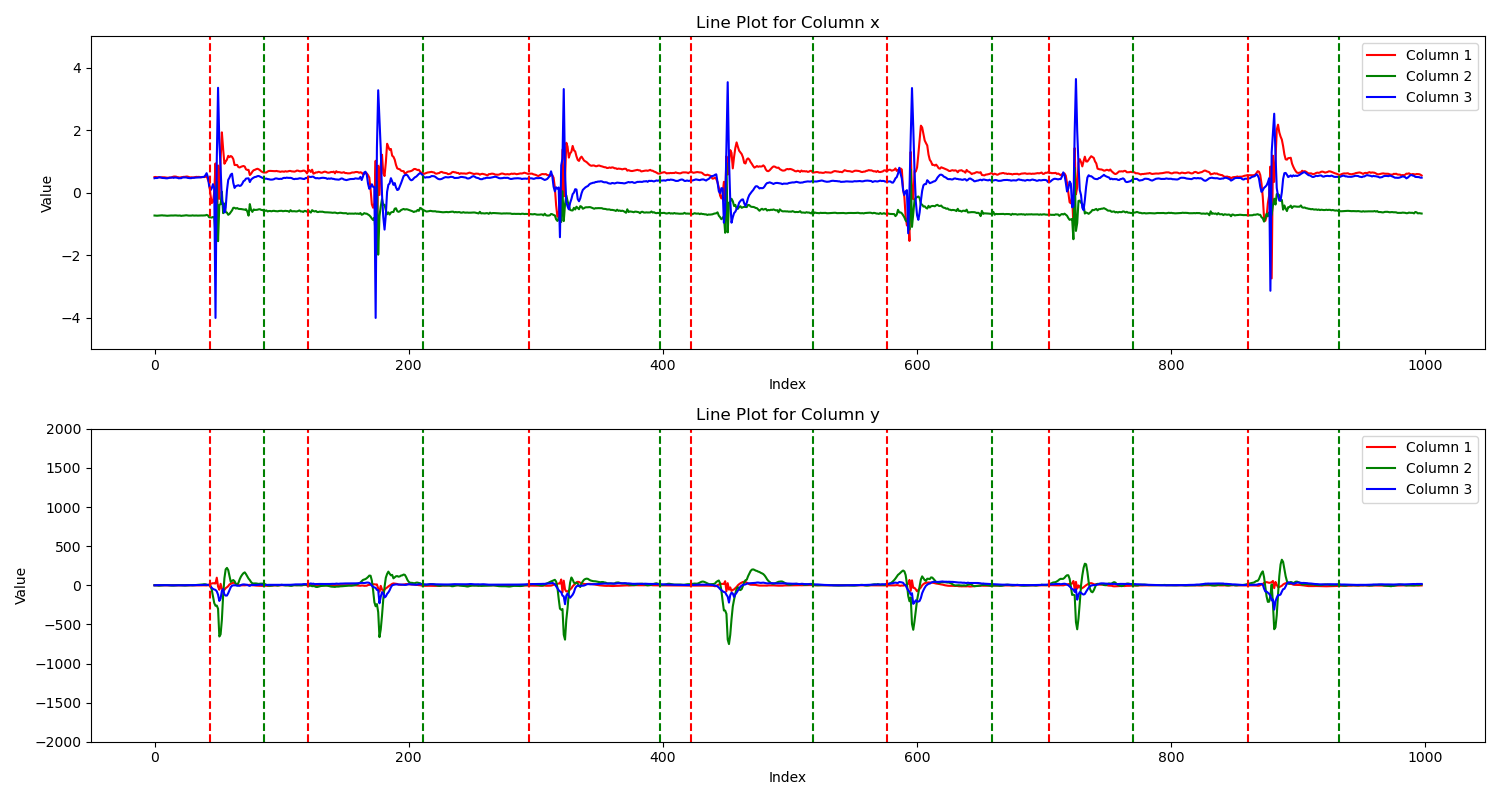 Line Plot for Column x
Value
4
2
0
−2
−4
0 200 400 600 800 1000
Index
Column 1
Column 2
Column 3
Line Plot for Column y
Value
2000
1500
1000
500
0
−500
−1000
−1500
−2000
0 200 400 600 800 1000
Index
Column 1
Column 2
Column 3